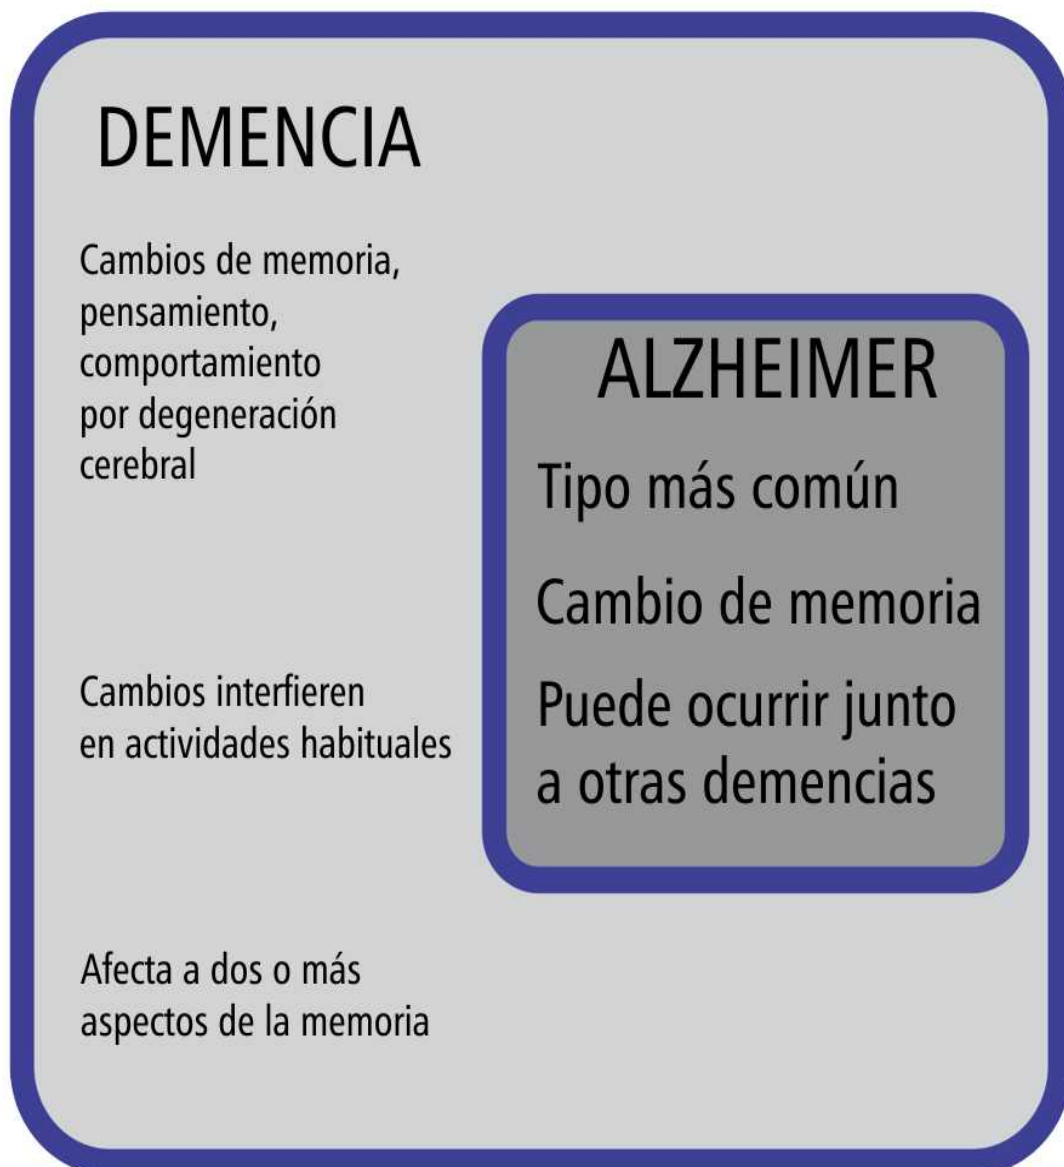 DEMENCIA
Cambios de memoria,
pensamiento,
comportamiento
por degeneración
cerebral
Cambios interfieren
en actividades habituales
Afecta a dos o más
aspectos de la memoria
ALZHEIMER
Tipo más común
Cambio de memoria
Puede ocurrir junto
a otras demencias